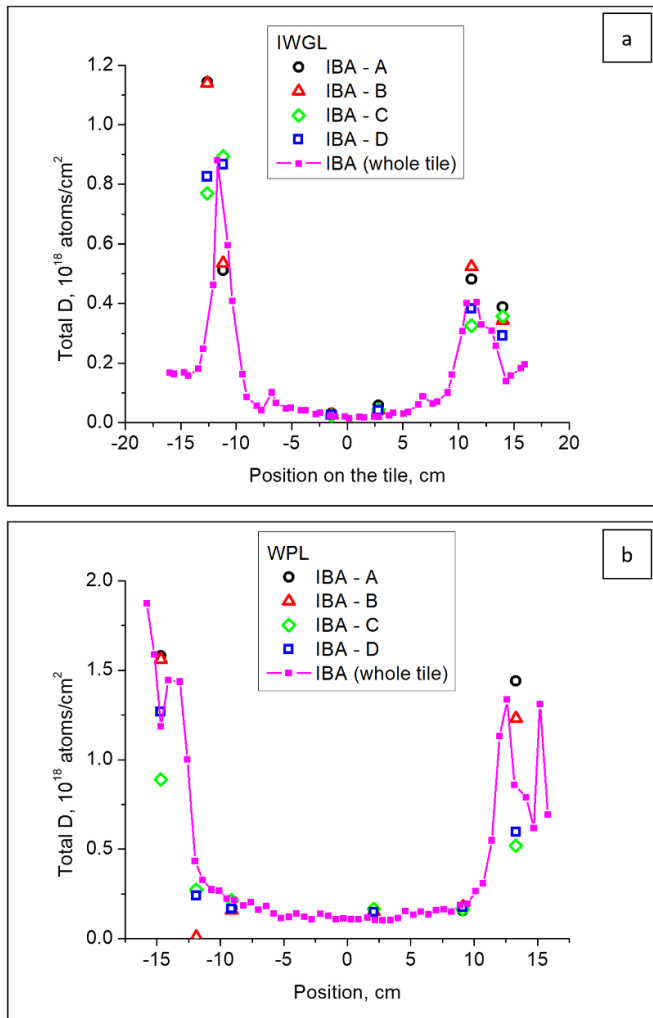 a
IWGL
IBA - A
IBA - B
IBA - C
IBA - D
IBA (whole tile)
1.2
1.0
0.8
0.6
0.4
0.2
0.0
Total D, 10¹⁸ atoms/cm²
-20 -15 -10 -5 0 5 10 15 20
Position on the tile, cm
b
WPL
IBA - A
IBA - B
IBA - C
IBA - D
IBA (whole tile)
2.0
1.5
1.0
0.5
0.0
Total D, 10¹⁸ atoms/cm²
-15 -10 -5 0 5 10 15
Position, cm